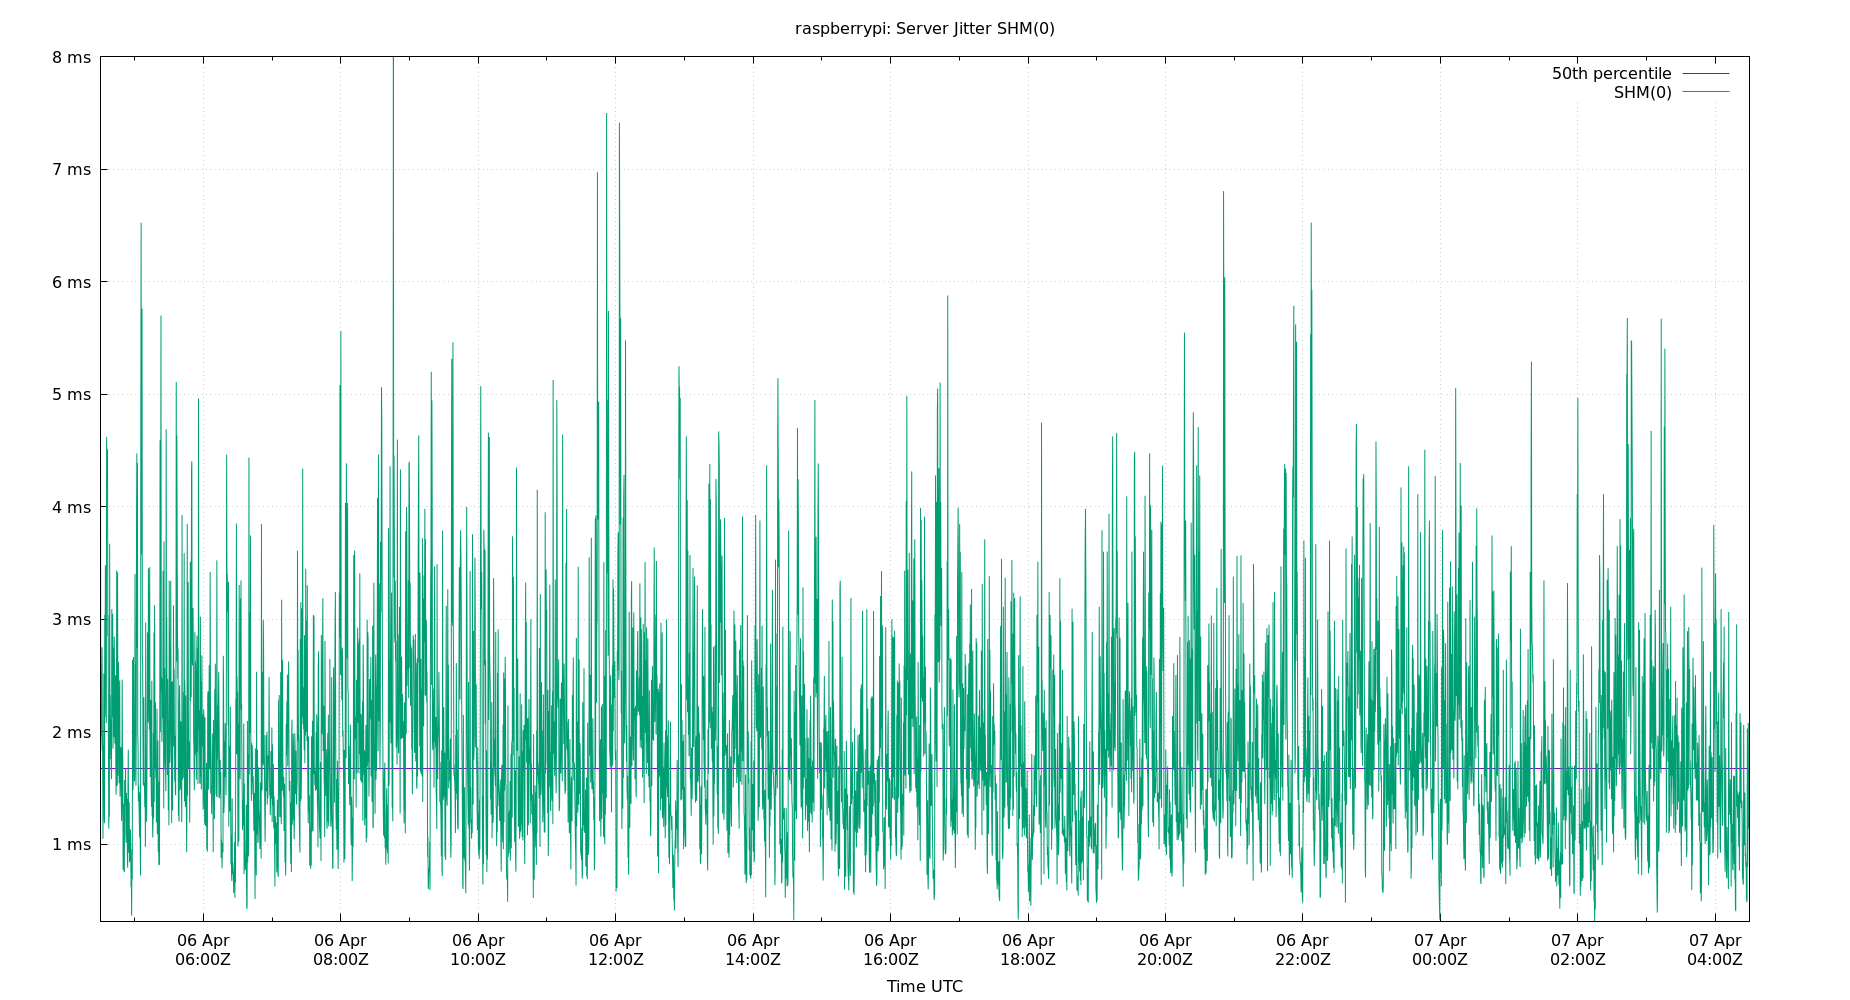 raspberrypi: Server Jitter SHM(0)
50th percentile
SHM(0)
8 ms
7 ms
6 ms
5 ms
4 ms
3 ms
2 ms
1 ms
06 Apr 06 Apr 06 Apr 06 Apr 06 Apr 06 Apr 06 Apr 06 Apr 06 Apr 07 Apr 07 Apr 07 Apr
06:00Z 08:00Z 10:00Z 12:00Z 14:00Z 16:00Z 18:00Z 20:00Z 22:00Z 00:00Z 02:00Z 04:00Z
Time UTC